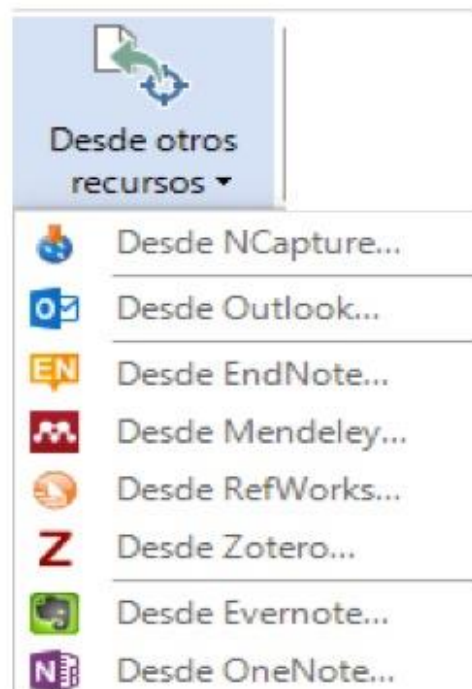 Desde otros
recursos
Desde NCapture...
Desde Outlook...
EN Desde EndNote...
Desde Mendeley...
Desde RefWorks...
Z Desde Zotero...
Desde Evernote...
N Desde OneNote...